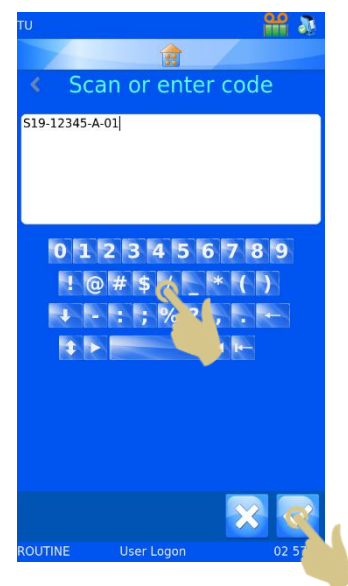 TU
Scan or enter code
S19-12345-A-01
0 1 2 3 4 5 6 7 8 9
! @ # $ / _ * ( )
- : ; % ? , .
ROUTINE User Logon 02 57